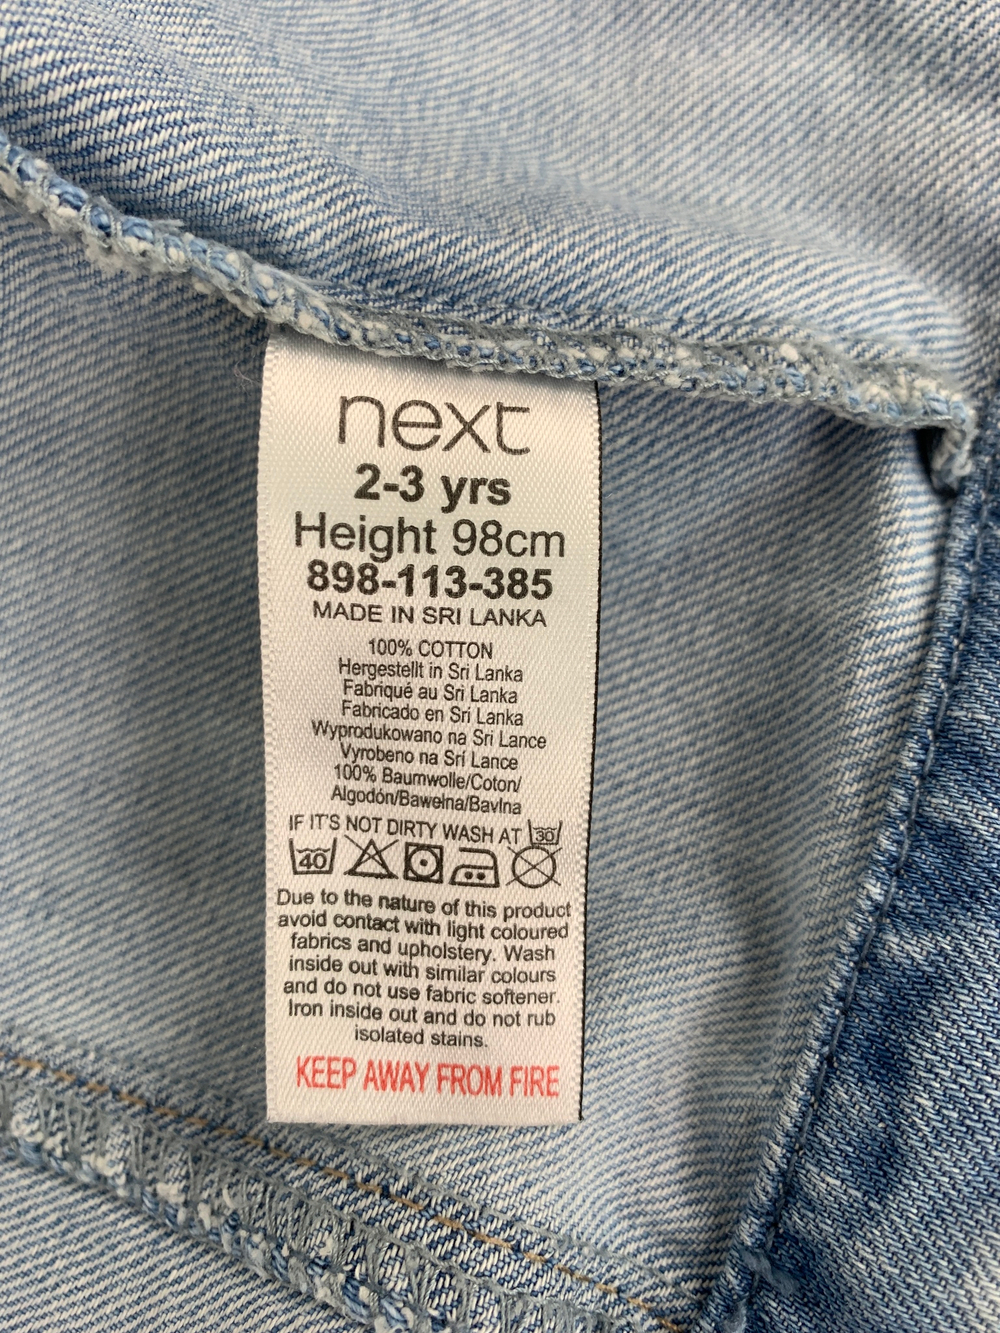 next
2-3 yrs
Height 98cm
898-113-385
MADE IN SRI LANKA
100% COTTON
Hergestellt in Sri Lanka
Fabriqué au Sri Lanka
Fabricado en Sri Lanka
Wyprodukowano na Sri Lance
Vyrobeno na Srí Lance
100% Baumwolle/Coton/
Algodón/Bawełna/Bavlna
IF IT'S NOT DIRTY WASH AT 30
40
Due to the nature of this product
avoid contact with light coloured
fabrics and upholstery. Wash
inside out with similar colours
and do not use fabric softener.
Iron inside out and do not rub
isolated stains.
KEEP AWAY FROM FIRE